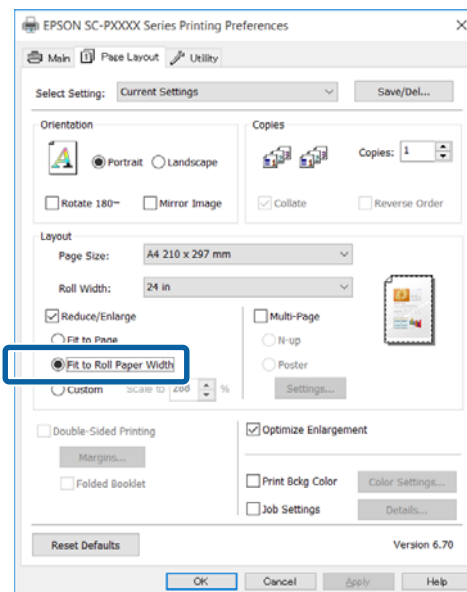 EPSON SC-PXXXX Series Printing Preferences
Main Page Layout Utility
Select Setting: Current Settings Save/Del...
Orientation Copies
Portrait Landscape Copies: 1
Rotate 180° Mirror Image Collate Reverse Order
Layout
Page Size: A4 210 x 297 mm
Roll Width: 24 in
Reduce/Enlarge Multi-Page
Fit to Page N-up
Fit to Roll Paper Width Poster
Custom Scale to % Settings...
Double-Sided Printing Optimize Enlargement
Margins...
Folded Booklet Print Bckg Color Color Settings...
Job Settings Details...
Reset Defaults Version 6.70
OK Cancel Apply Help